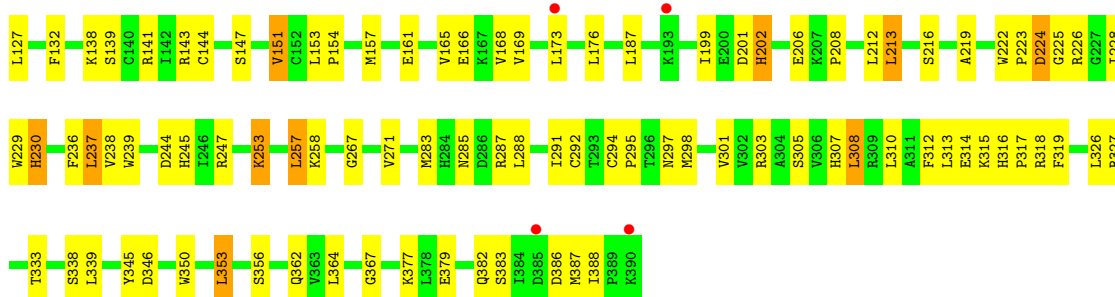 L127 F132 K138 S139 C140 R141 I142 R143 C144 S147 V151 C152 L153 P154 M157 E161 V165 E166 K167 V168 V169 L173 L176 L187 K193 I199 E200 D201 H202 E206 K207 P208 L212 L213 S216 A219 W222 P223 D224 G225 R226 G227
W229 H230 F236 L237 V238 W239 D244 H245 I246 R247 K253 L257 K258 G267 V271 M283 H284 N285 D286 R287 L288 I291 C292 T293 C294 P295 T296 N297 M298 V301 V302 R303 A304 E305 V306 H307 L308 R309 L310 A311 F312 L313 E314 K315 H316 P317 R318 F319 L326
T333 S338 L339 Y345 D346 W350 L353 S356 Q362 V363 L364 G367 K377 L378 E379 Q382 S383 I384 D385 D386 M387 I388 P389 K390